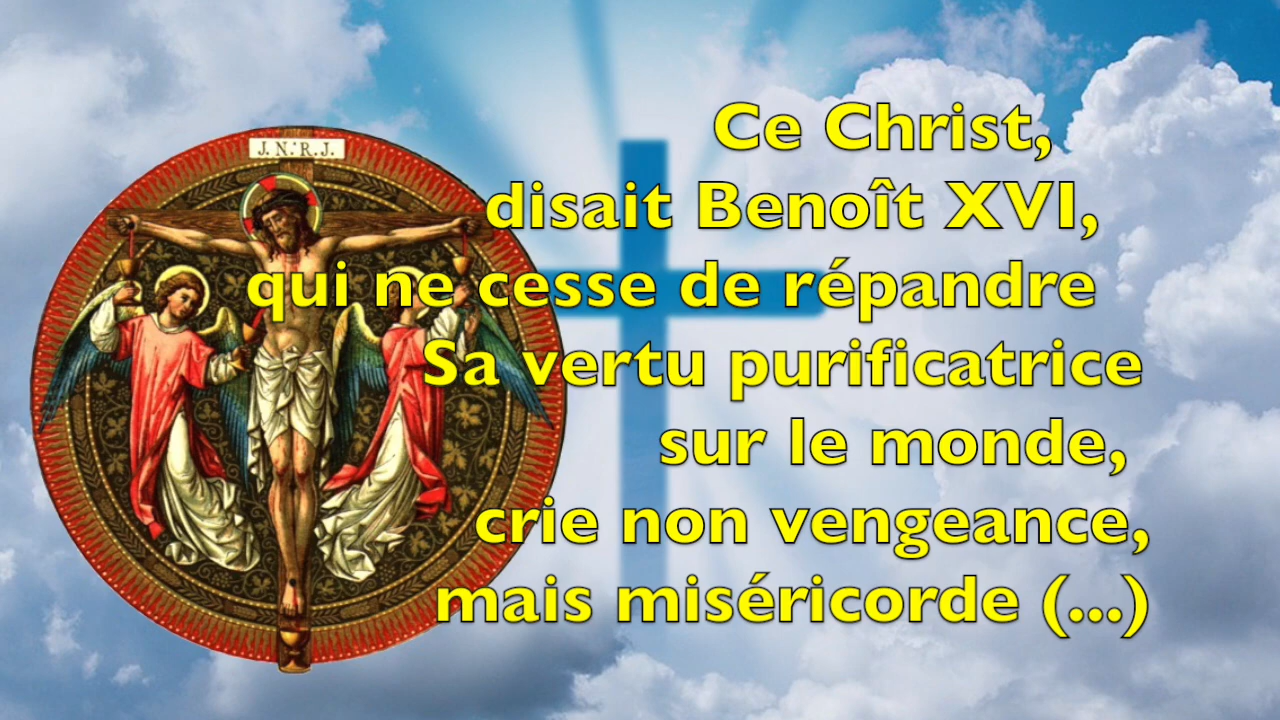 J. N. R. J.
Ce Christ,
disait Benoît XVI,
qui ne cesse de répandre
Sa vertu purificatrice
sur le monde,
crie non vengeance,
mais miséricorde (...)